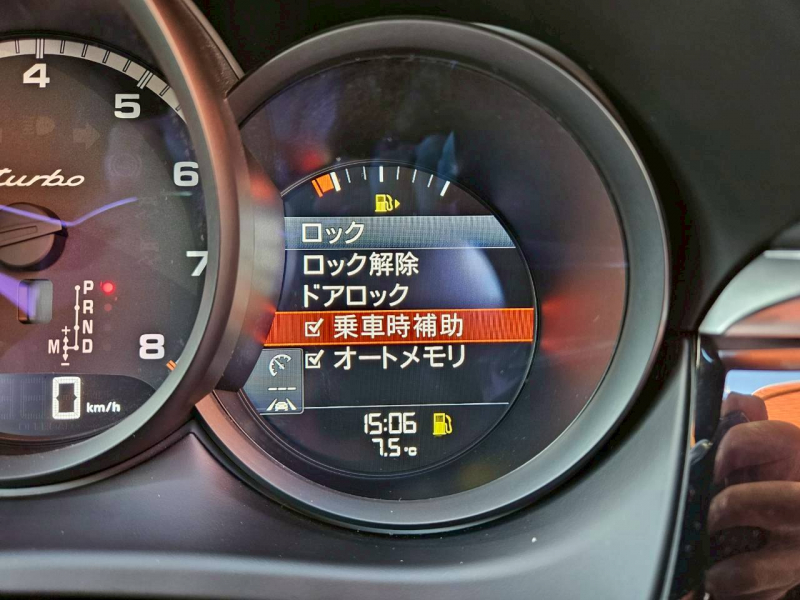 4
5
6
7
8
turbo
P
R
N
D
M
+
-
0 km/h
ロック
ロック解除
ドアロック
乗車時補助
オートメモリ
---
15:06
7.5℃